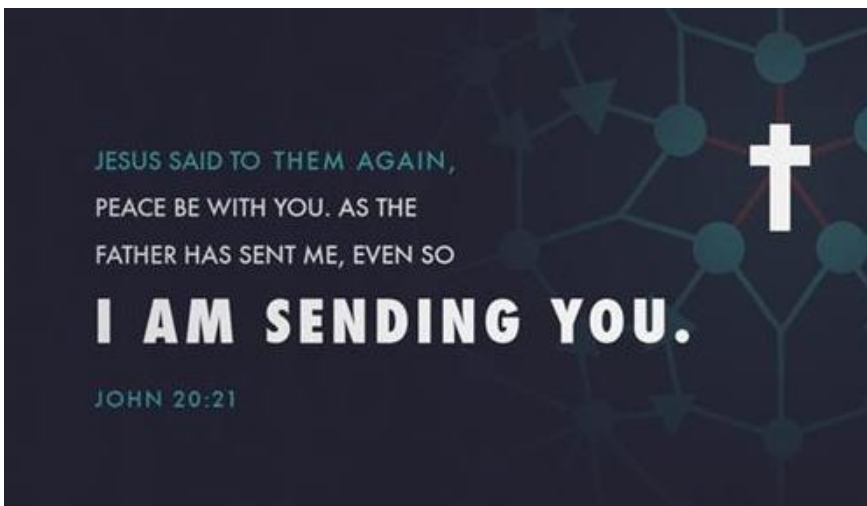 JESUS SAID TO THEM AGAIN,
PEACE BE WITH YOU. AS THE
FATHER HAS SENT ME, EVEN SO
I AM SENDING YOU.
JOHN 20:21